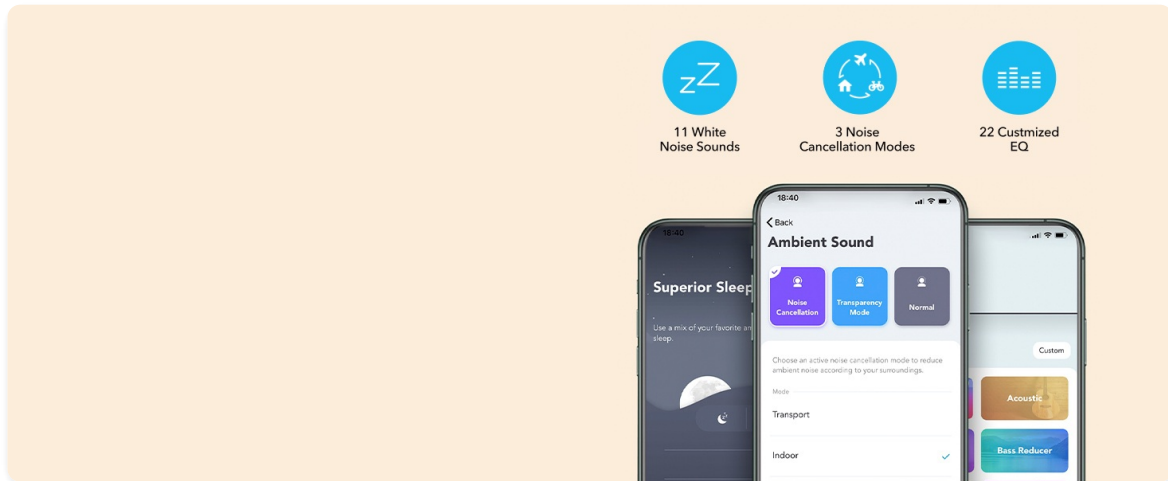 11 White
Noise Sounds
3 Noise
Cancellation Modes
22 Custmized
EQ
18:40
Superior Sleep
Use a mix of your favorite
sleep.
18:40
Back
Ambient Sound
Noise
Cancellation
Transparency
Mode
Normal
Choose an active noise cancellation mode to reduce
ambient noise according to your surroundings.
Mode
Transport
Indoor
Custom
Acoustic
Bass Reducer